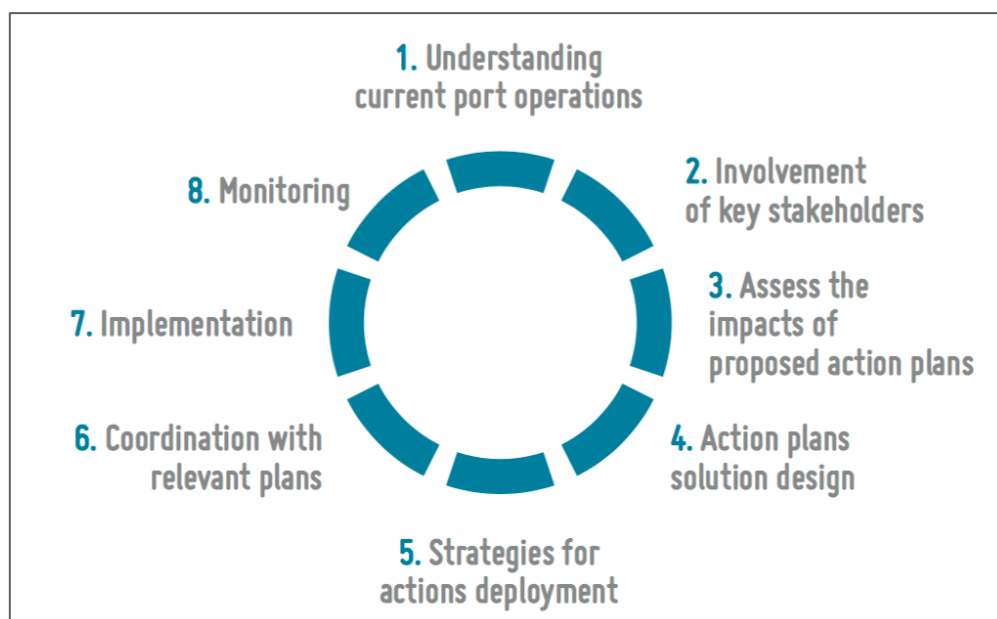 1. Understanding
current port operations
2. Involvement
of key stakeholders
3. Assess the
impacts of
proposed action plans
4. Action plans
solution design
5. Strategies for
actions deployment
6. Coordination with
relevant plans
7. Implementation
8. Monitoring